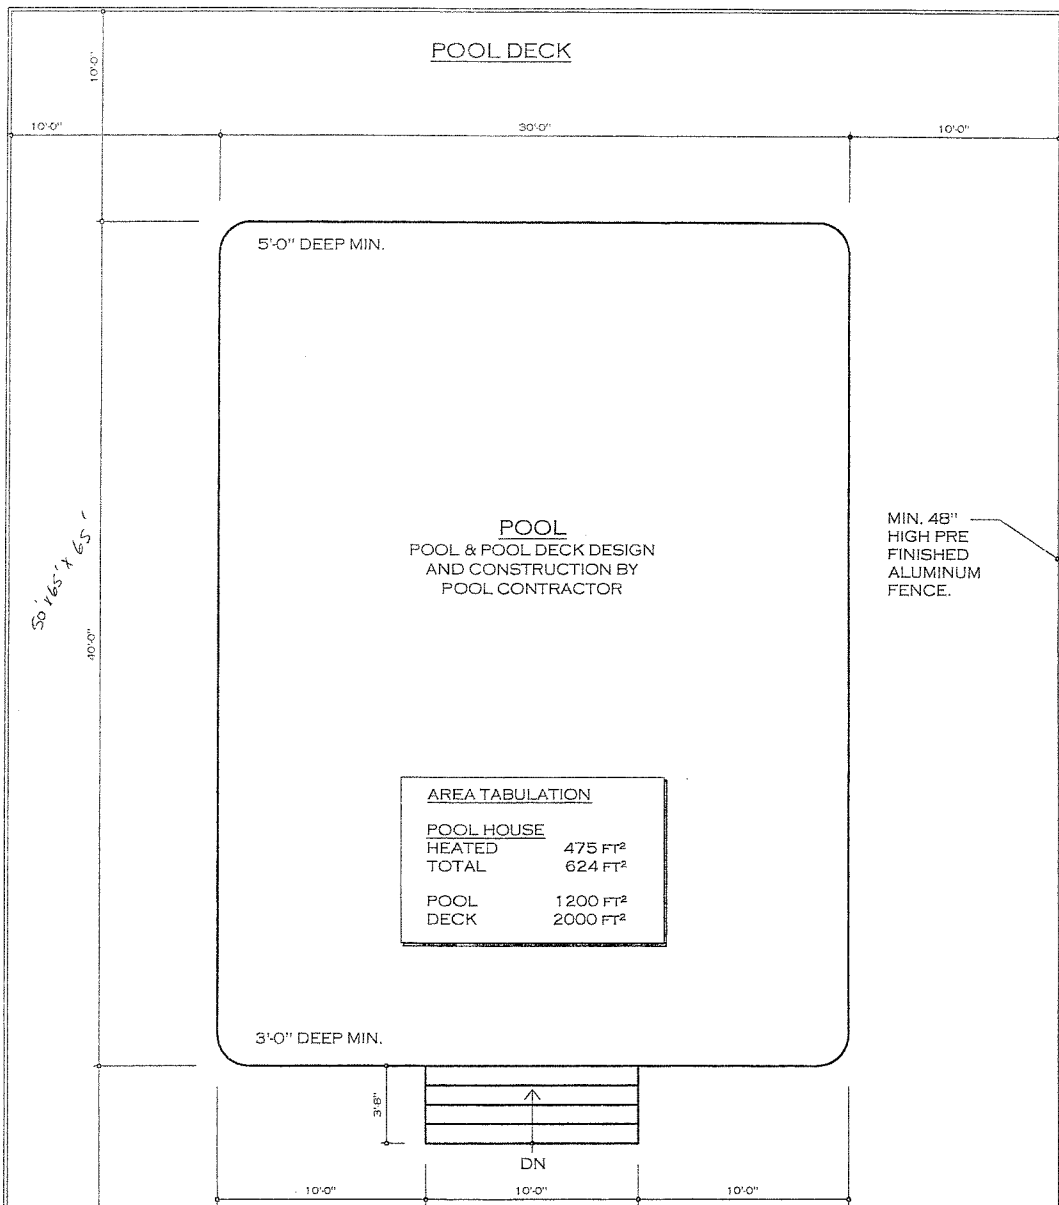 POOL DECK
10'-0"
10'-0"
30'-0"
10'-0"
5'-0" DEEP MIN.
POOL
POOL & POOL DECK DESIGN
AND CONSTRUCTION BY
POOL CONTRACTOR
MIN. 48"
HIGH PRE
FINISHED
ALUMINUM
FENCE.
50'x65' x 65'
40'-0"
AREA TABULATION
POOL HOUSE
HEATED 475 FT²
TOTAL 624 FT²
POOL 1200 FT²
DECK 2000 FT²
3'-0" DEEP MIN.
3'-8"
DN
10'-0"
10'-0"
10'-0"